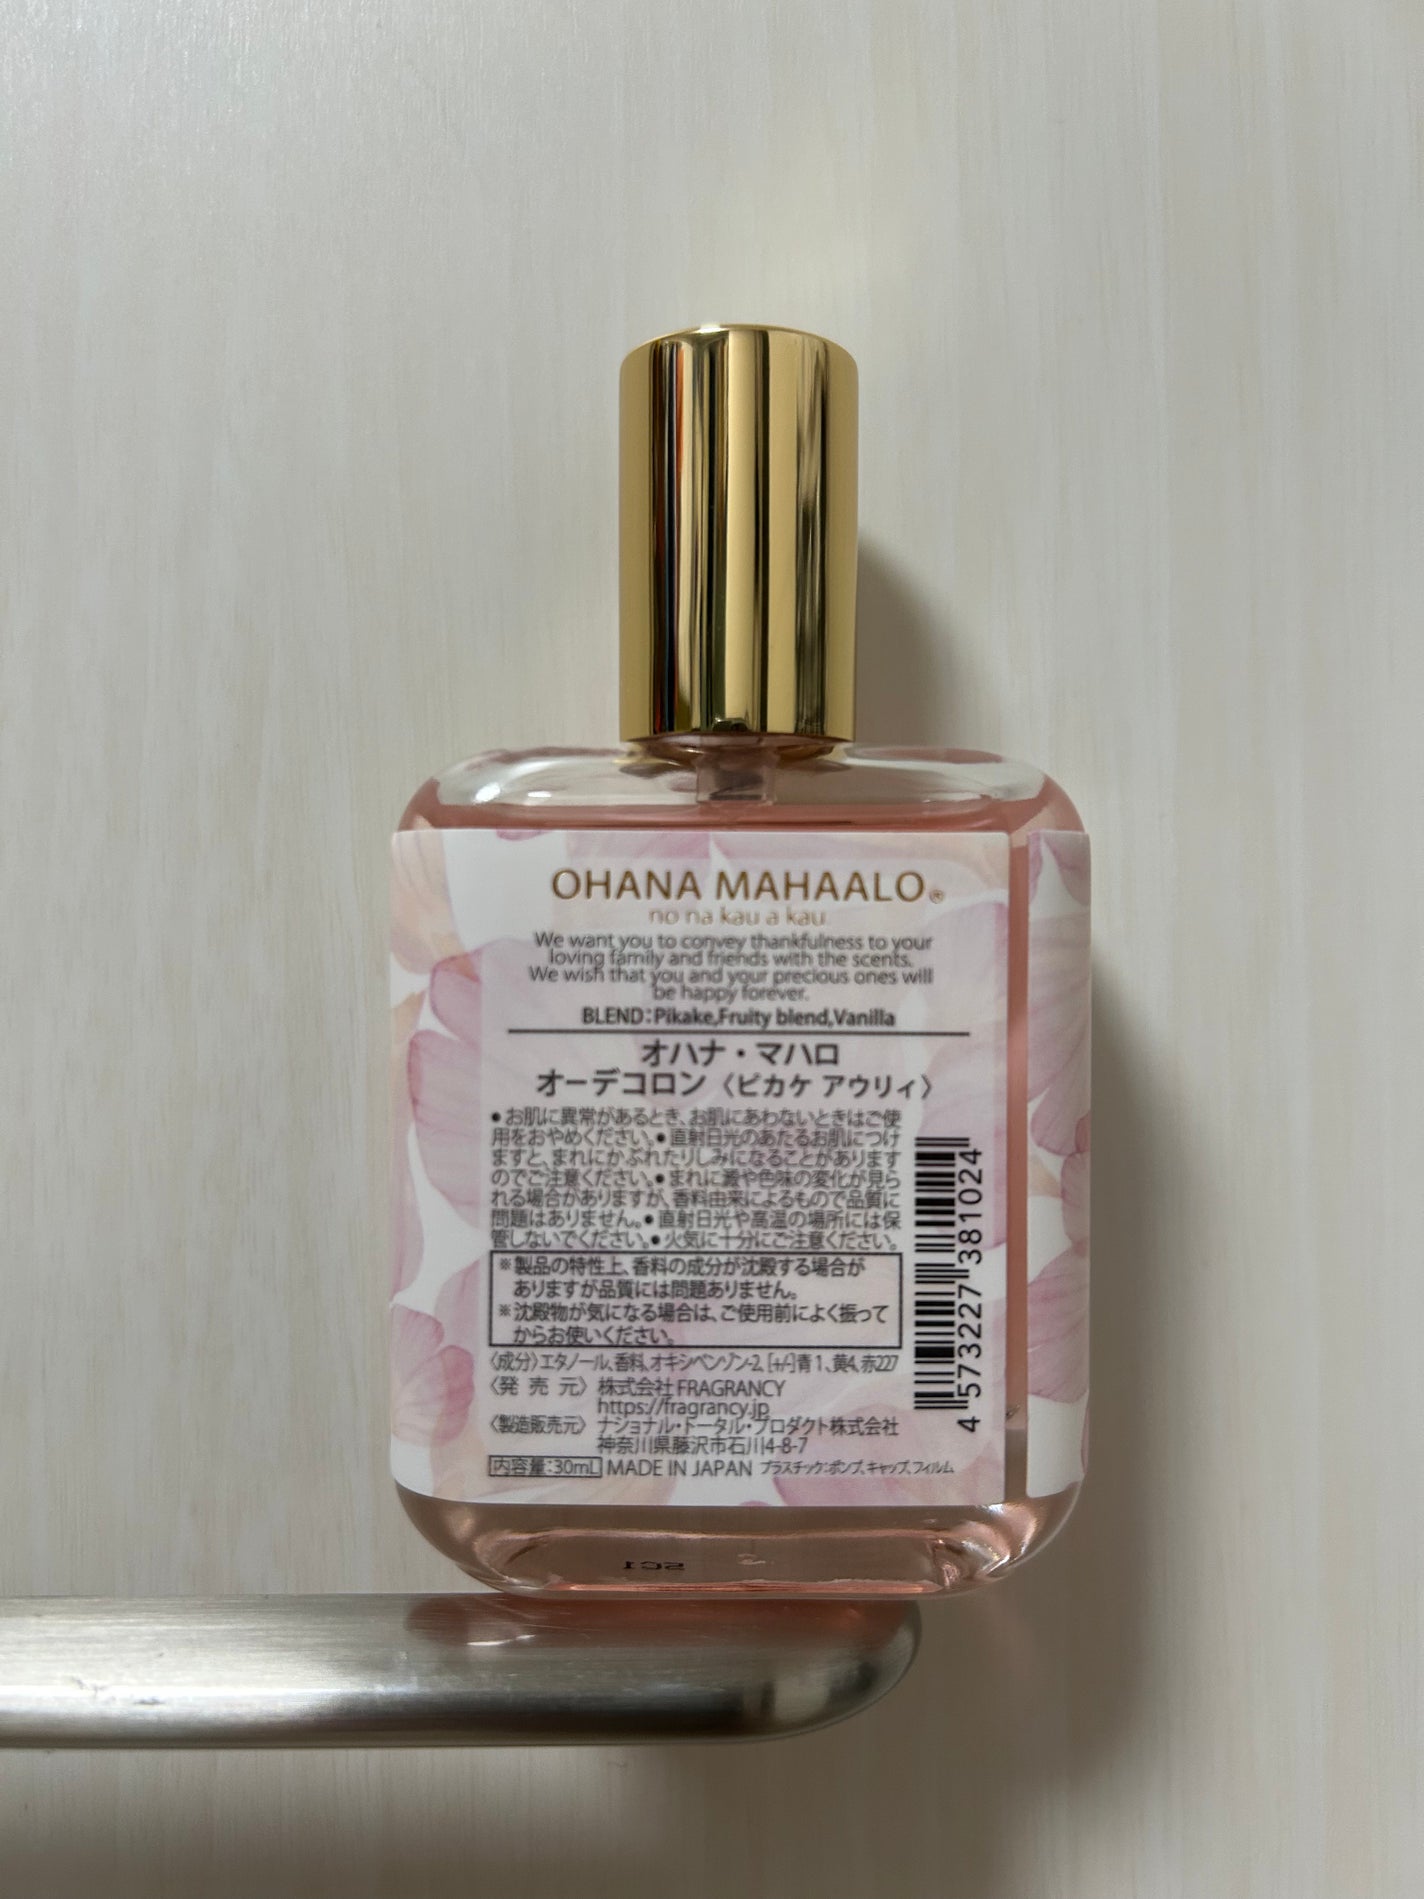 OHANA MAHAALO®
no na kau a kau
We want you to convey thankfulness to your
loving family and friends with the scents.
We wish that you and your precious ones will
be happy forever.
BLEND:Pikake,Fruity blend,Vanilla
オハナ・マハロ
オーデコロン〈ピカケ アウリィ〉
●お肌に異常があるとき、お肌にあわないときはご使
用をおやめください。●直射日光のあたるお肌につけ
ますと、まれにかぶれたりしみになることがあります
のでご注意ください。●まれに澱や色味の変化が見ら
れる場合がありますが、香料由来によるもので品質に
問題はありません。●直射日光や高温の場所には保
管しないでください。●火気に十分にご注意ください。
※製品の特性上、香料の成分が沈殿する場合が
ありますが品質には問題ありません。
※沈殿物が気になる場合は、ご使用前によく振って
からお使いください。
〈成分〉エタノール、香料、オキシベンゾン-2、[+/-]青1、黄4、赤227
〈発売元〉株式会社 FRAGRANCY
https://fragrancy.jp
〈製造販売元〉ナショナル・トータル・プロダクト株式会社
神奈川県藤沢市石川4-8-7
内容量:30mL MADE IN JAPAN プラスチック:ポンプ、キャップ、フィルム
4 573227 381024